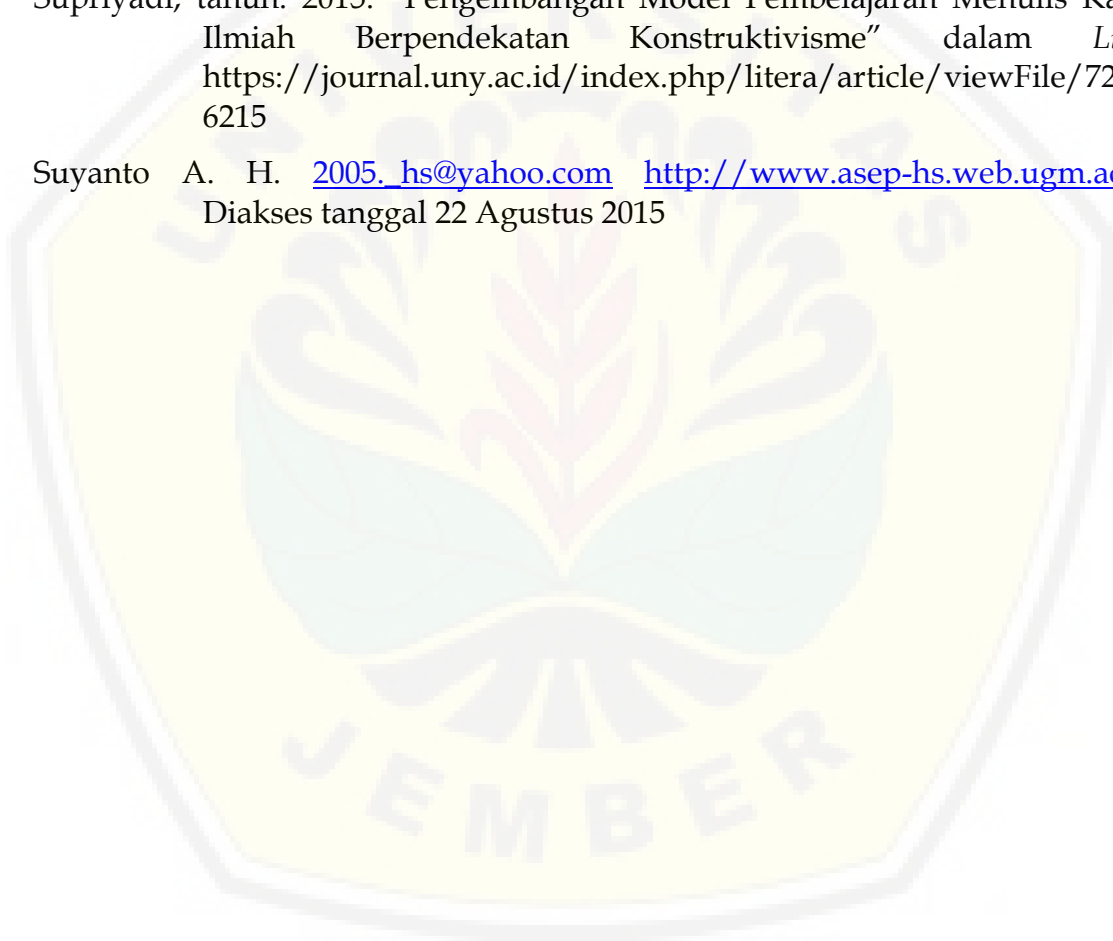 Supriyadi, tahun. 2015. “Pengembangan Model Pembelajaran Menulis Ka
Ilmiah Berpendekatan Konstruktivisme” dalam Li
https://journal.uny.ac.id/index.php/litera/article/viewFile/72
6215
Suyanto A. H. 2005._hs@yahoo.com http://www.asep-hs.web.ugm.ac
Diakses tanggal 22 Agustus 2015
JEMBER